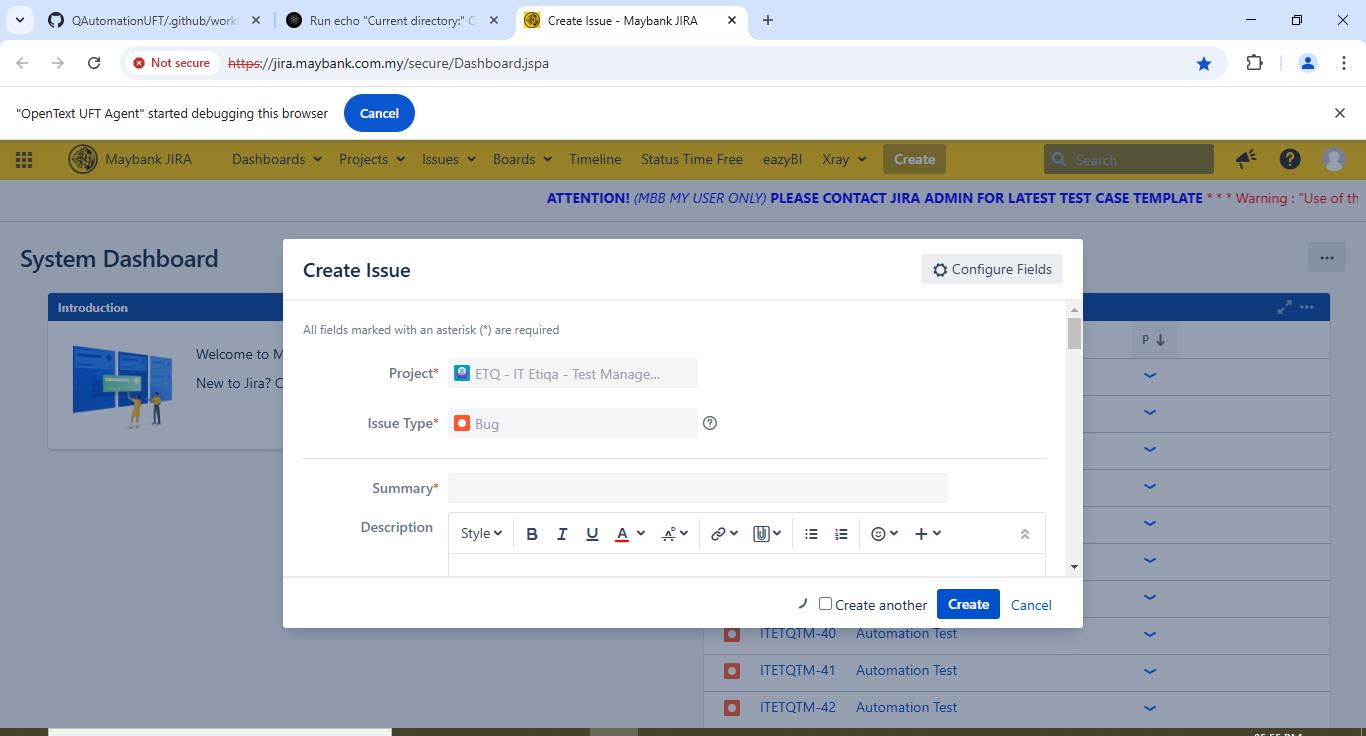 QAutomationUFT/.github/work
Run echo "Current directory:" C
Create Issue - Maybank JIRA
Not secure https://jira.maybank.com.my/secure/Dashboard.jspa
"OpenText UFT Agent" started debugging this browser Cancel
Maybank JIRA Dashboards Projects Issues Boards Timeline Status Time Free eazyBI Xray Create Search
ATTENTION! (MBB MY USER ONLY) PLEASE CONTACT JIRA ADMIN FOR LATEST TEST CASE TEMPLATE * * * Warning : "Use of th
System Dashboard
Introduction
Welcome to M
New to Jira? C
P
Create Issue Configure Fields
All fields marked with an asterisk (*) are required
Project* ETQ - IT Etiqa - Test Manage...
Issue Type* Bug
Summary*
Description
Style B I U A
Create another Create Cancel
ITETQTM-40 Automation Test
ITETQTM-41 Automation Test
ITETQTM-42 Automation Test